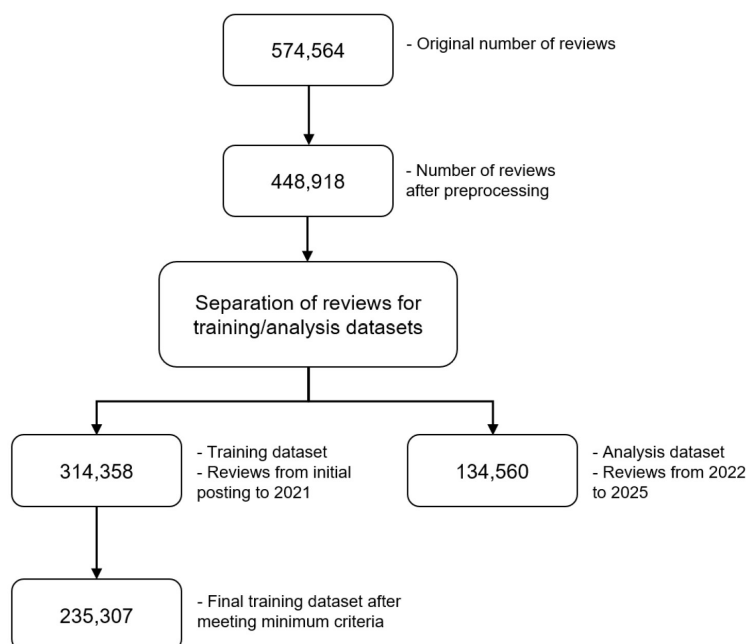 574,564
- Original number of reviews
448,918
- Number of reviews
after preprocessing
Separation of reviews for
training/analysis datasets
314,358
- Training dataset
- Reviews from initial
posting to 2021
134,560
- Analysis dataset
- Reviews from 2022
to 2025
235,307
- Final training dataset after
meeting minimum criteria